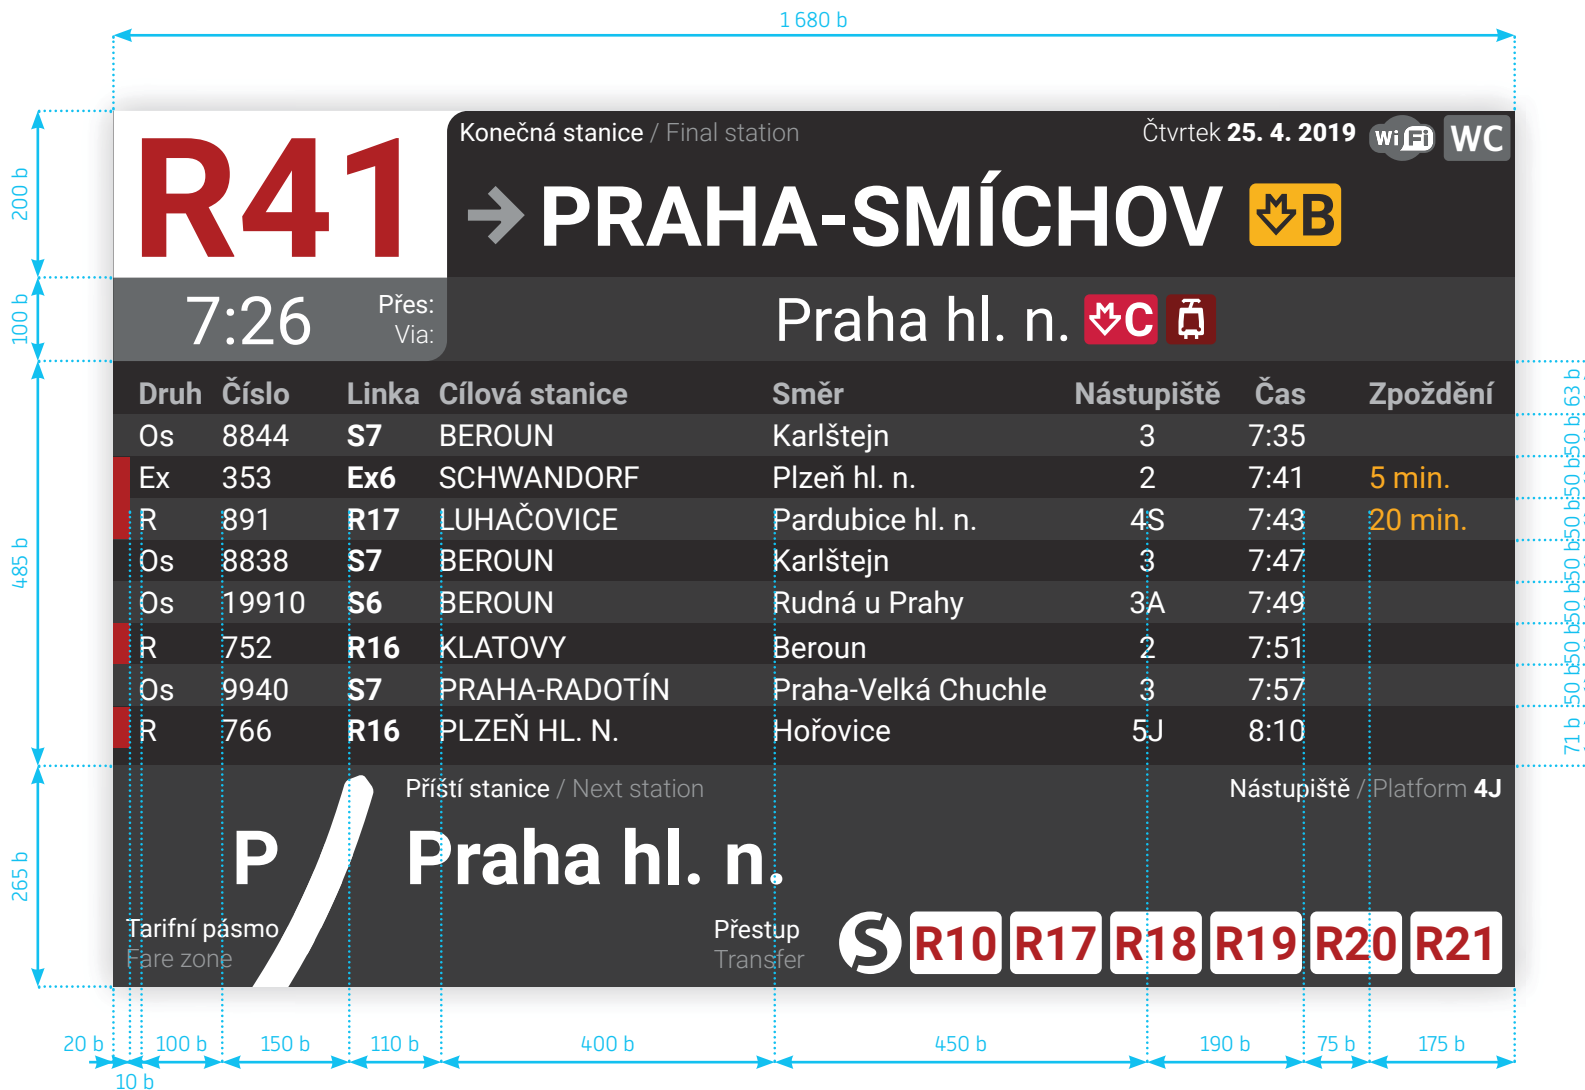 1 680 b
200 b
R41
Konečná stanice / Final station
Čtvrtek 25. 4. 2019 WiFi WC
→ PRAHA-SMÍCHOV B
100 b
7:26
Přes:
Via:
Praha hl. n. C
485 b
Druh Číslo Linka Cílová stanice Směr Nástupiště Čas Zpoždění
63 b
Os 8844 S7 BEROUN Karlštejn 3 7:35
50 b
Ex 353 Ex6 SCHWANDORF Plzeň hl. n. 2 7:41 5 min.
50 b
R 891 R17 LUHAČOVICE Pardubice hl. n. 4S 7:43 20 min.
50 b
Os 8838 S7 BEROUN Karlštejn 3 7:47
50 b
Os 19910 S6 BEROUN Rudná u Prahy 3A 7:49
50 b
R 752 R16 KLATOVY Beroun 2 7:51
50 b
Os 9940 S7 PRAHA-RADOTÍN Praha-Velká Chuchle 3 7:57
50 b
R 766 R16 PLZEŇ HL. N. Hořovice 5J 8:10
71 b
265 b
Příští stanice / Next station
Nástupiště / Platform 4J
P
Praha hl. n.
Tarifní pásmo
Fare zone
Přestup
Transfer
S R10 R17 R18 R19 R20 R21
20 b 100 b 150 b 110 b 400 b 450 b 190 b 75 b 175 b
10 b